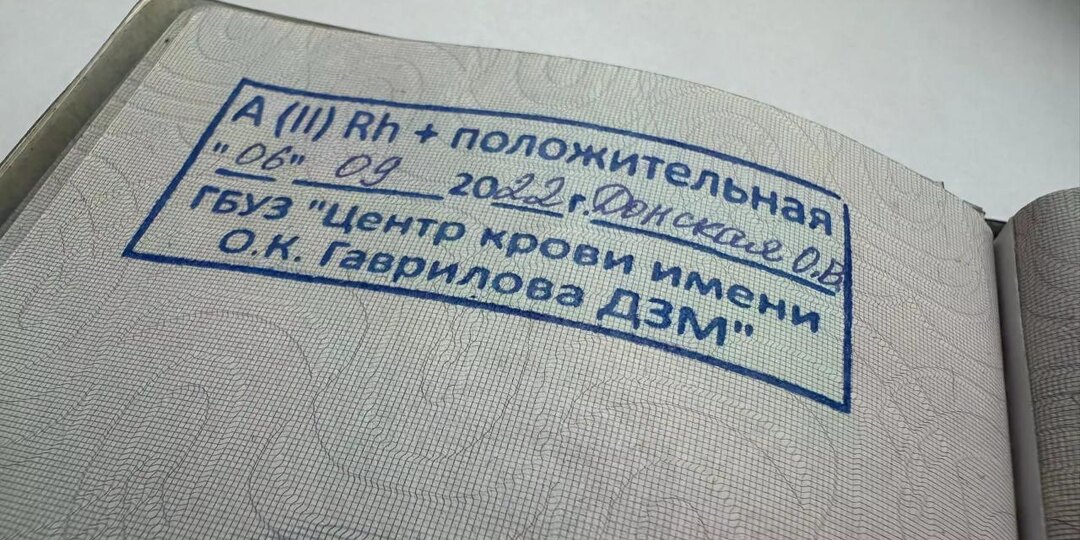 А (II) Rh + положительная
"06" 09 2022 г. Донская О.В.
ГБУЗ "Центр крови имени
О.К. Гаврилова ДЗМ"